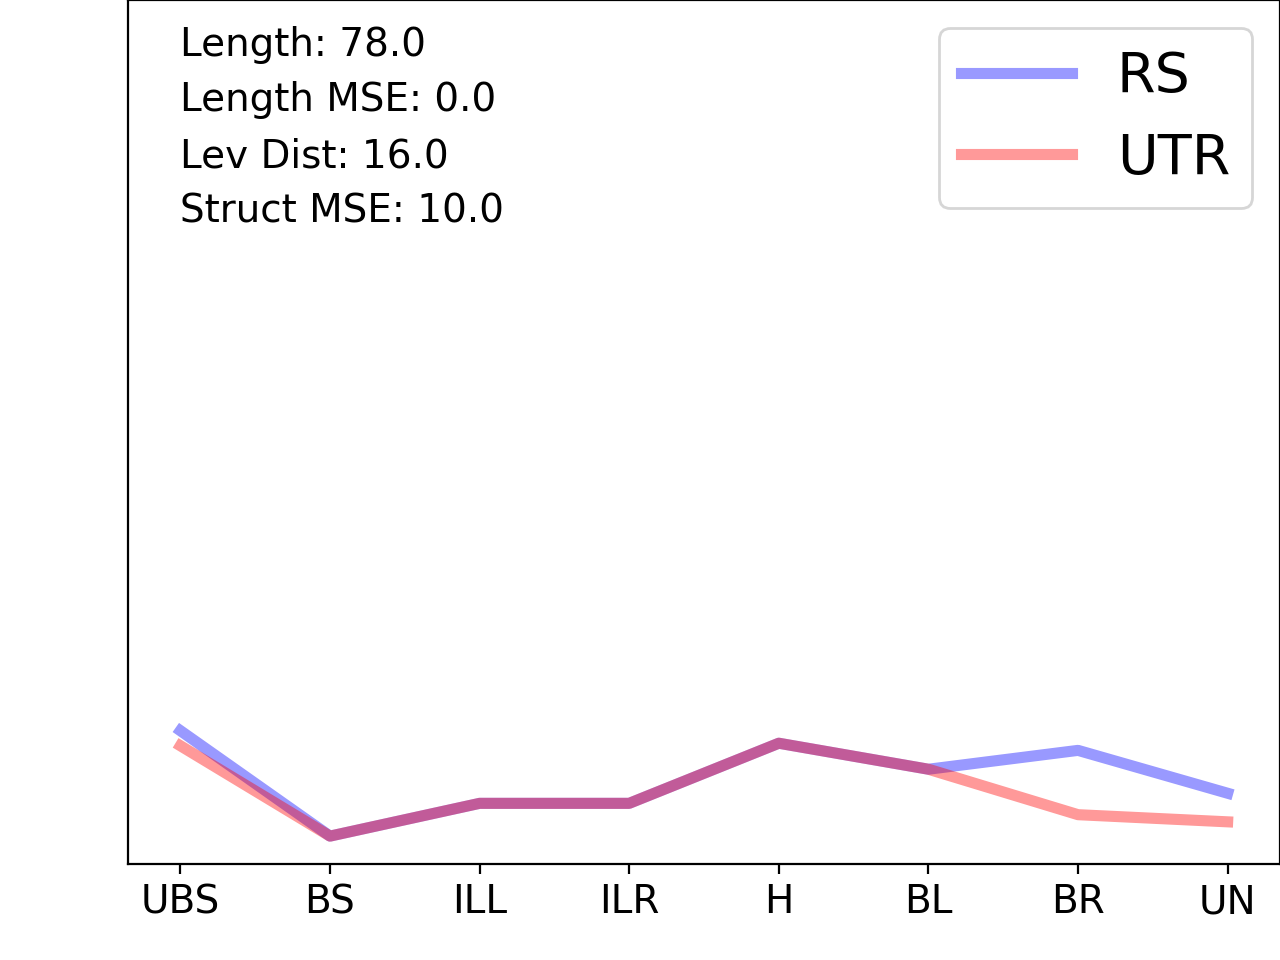 Length: 78.0
Length MSE: 0.0
Lev Dist: 16.0
Struct MSE: 10.0
RS
UTR
UBS BS ILL ILR H BL BR UN